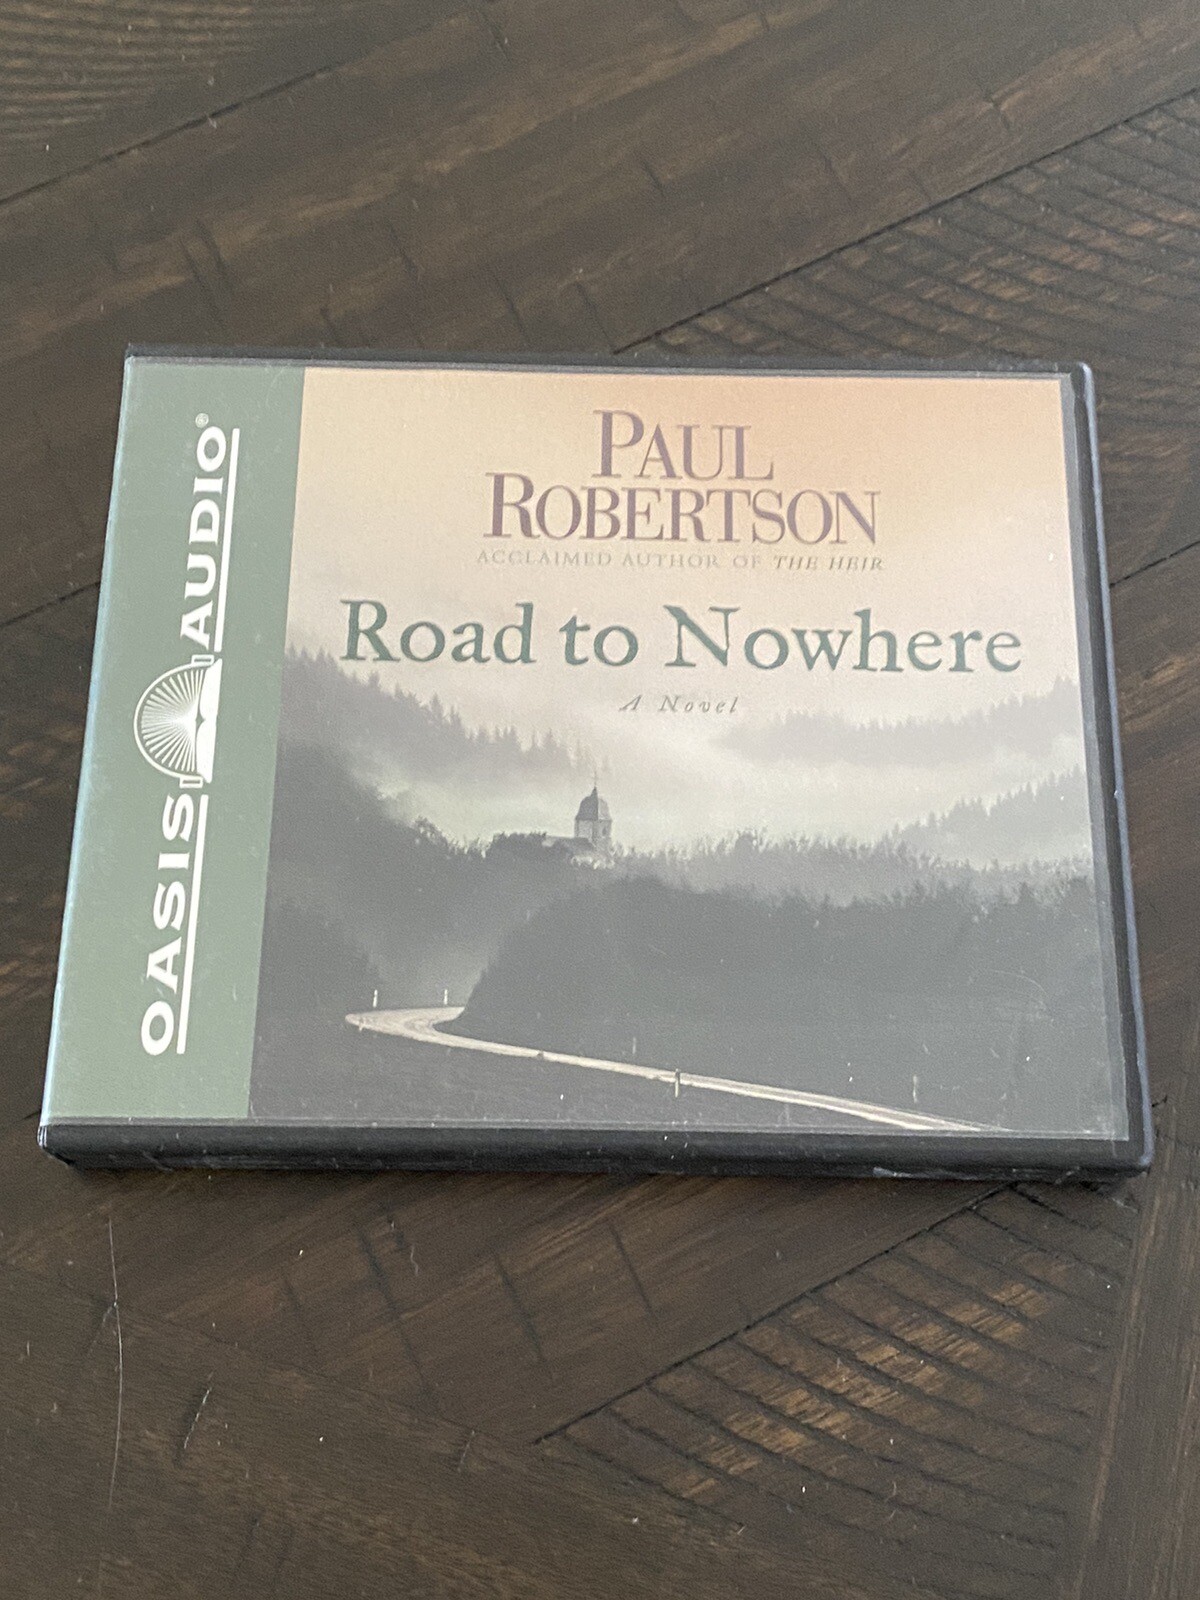 OASIS AUDIO®
PAUL
ROBERTSON
ACCLAIMED AUTHOR OF THE HEIR
Road to Nowhere
A Novel